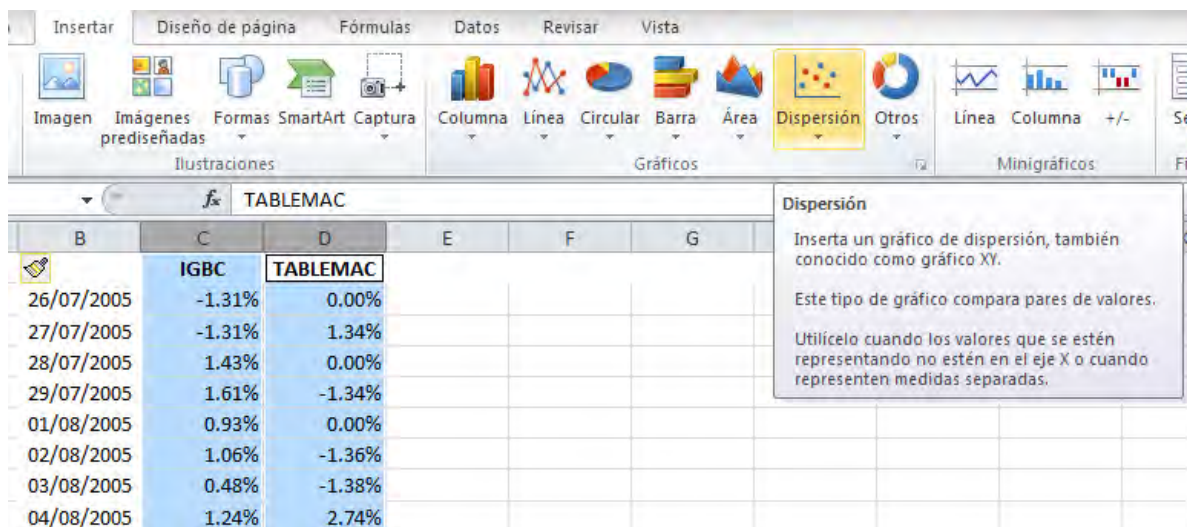 Insertar Diseño de página Fórmulas Datos Revisar Vista
Imagen Imágenes prediseñadas Formas SmartArt Captura Columna Línea Circular Barra Área Dispersión Otros Línea Columna +/-
Ilustraciones Gráficos Minigráficos
fx TABLEMAC
B C D E F G
IGBC TABLEMAC
26/07/2005 -1.31% 0.00%
27/07/2005 -1.31% 1.34%
28/07/2005 1.43% 0.00%
29/07/2005 1.61% -1.34%
01/08/2005 0.93% 0.00%
02/08/2005 1.06% -1.36%
03/08/2005 0.48% -1.38%
04/08/2005 1.24% 2.74%
Dispersión
Inserta un gráfico de dispersión, también
conocido como gráfico XY.
Este tipo de gráfico compara pares de valores.
Utilícelo cuando los valores que se estén
representando no estén en el eje X o cuando
representen medidas separadas.